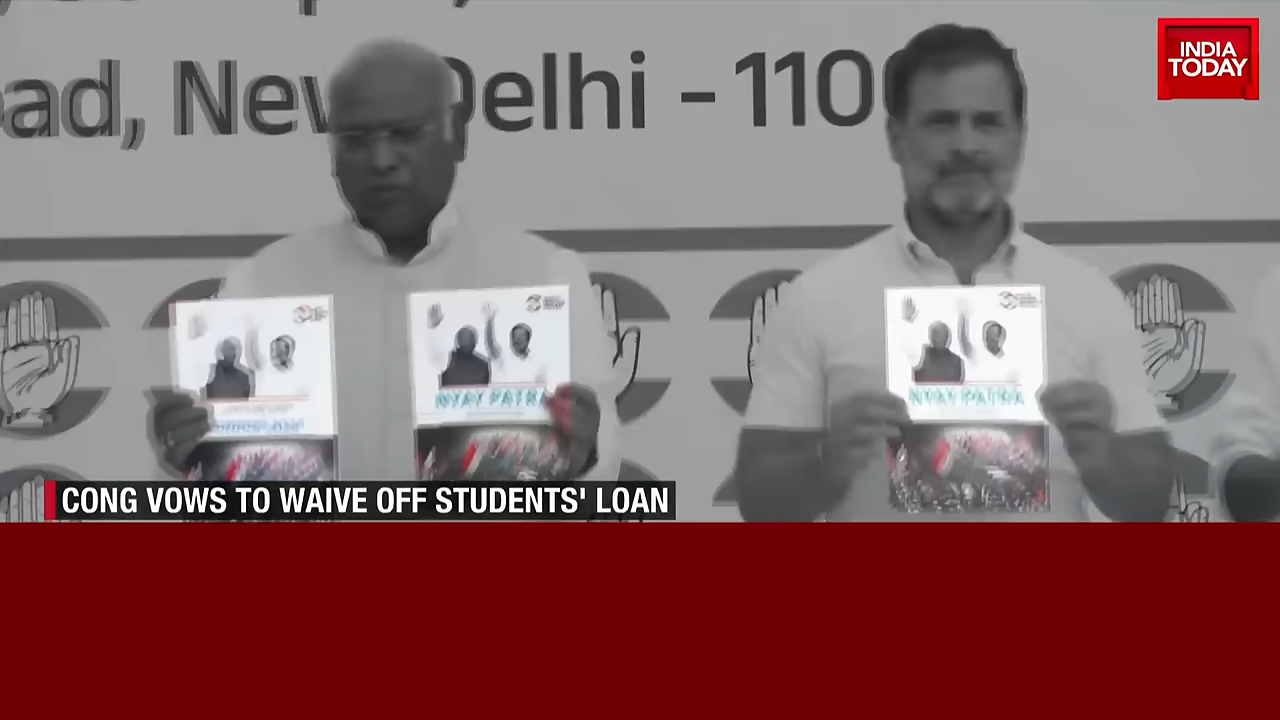 ad, New Delhi - 110
INDIA
TODAY
NYAY PATRA
NYAY PATRA
CONG VOWS TO WAIVE OFF STUDENTS' LOAN